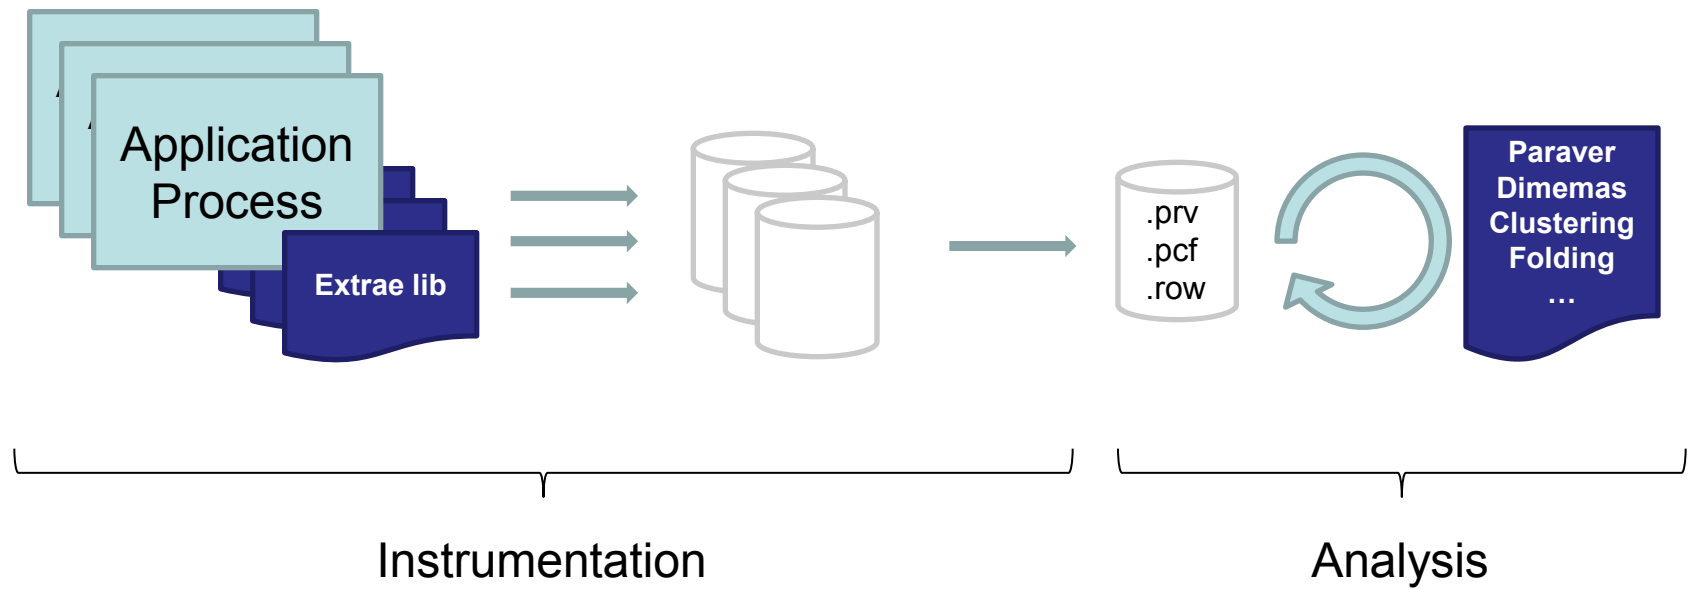 Application
Process
Extrae lib
.prv
.pcf
.row
Paraver
Dimemas
Clustering
Folding
...
Instrumentation
Analysis